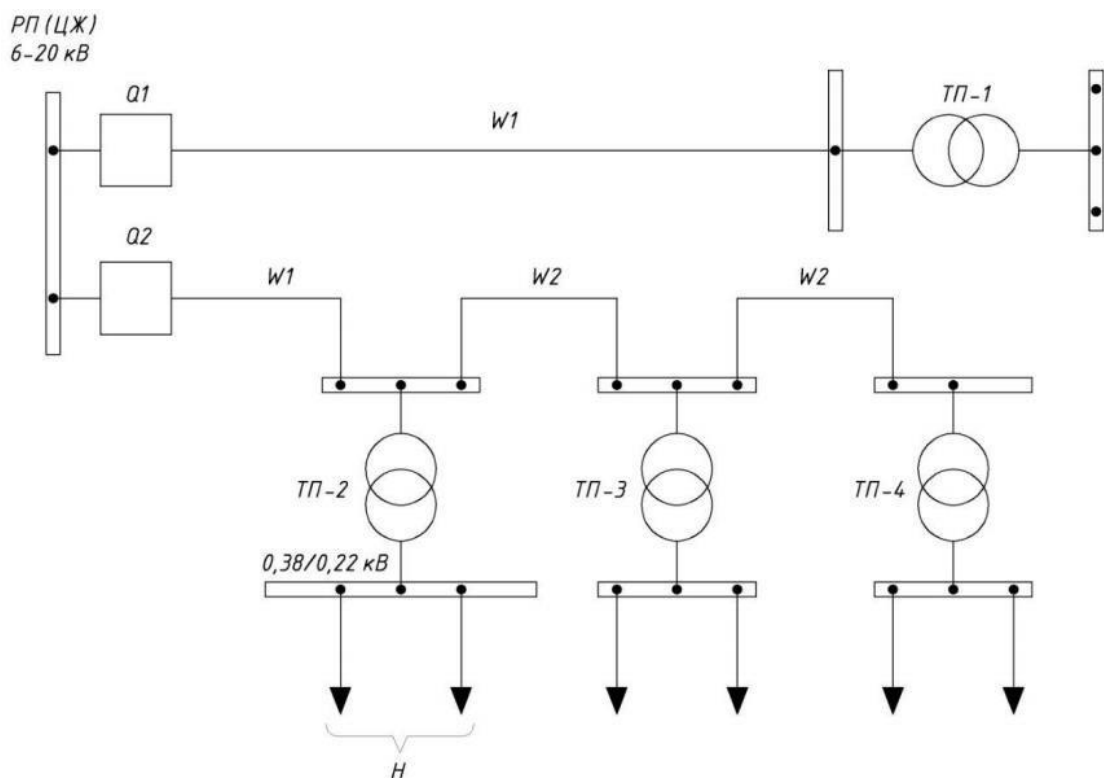 РП (ЦЖ)
6-20 кВ
Q1
W1
ТП-1
Q2
W1
W2
W2
ТП-2
ТП-3
ТП-4
0,38/0,22 кВ
Н